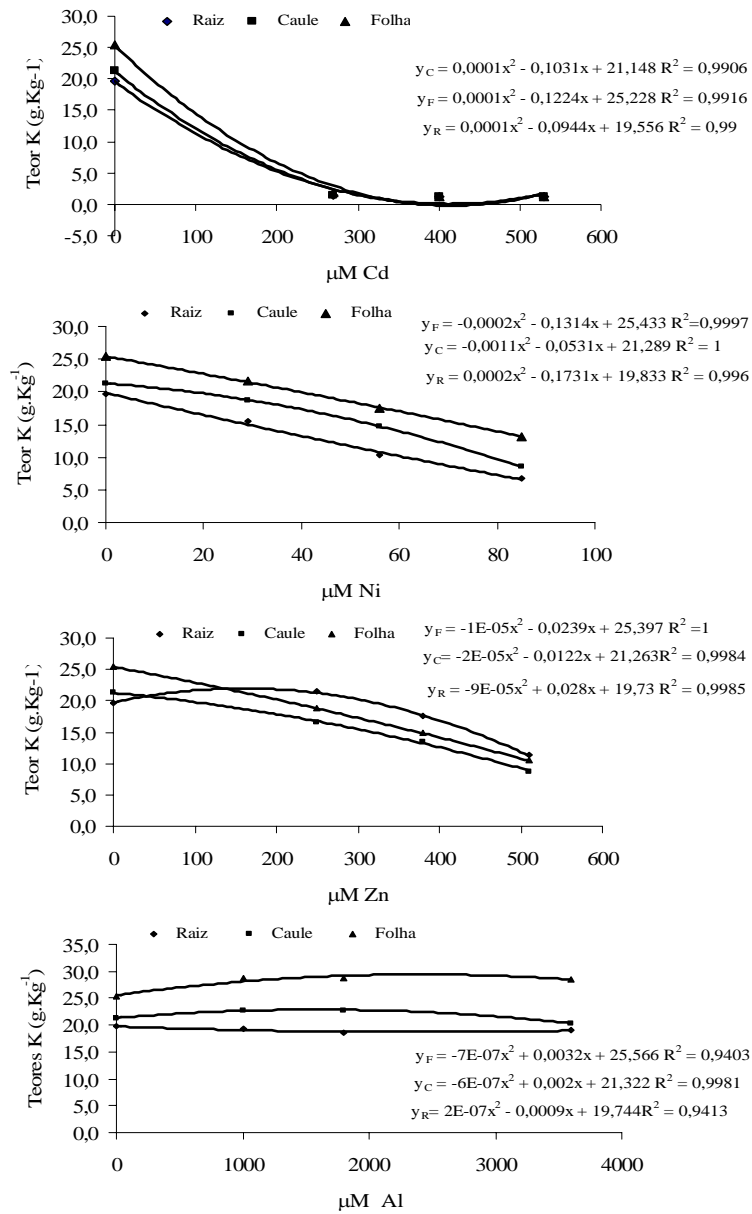 Raiz Caule Folha
30,0
25,0
20,0
15,0
10,0
5,0
0,0
-5,0
Teor K (g.Kg-1)
y_C = 0,0001x² - 0,1031x + 21,148 R² = 0,9906
y_F = 0,0001x² - 0,1224x + 25,228 R² = 0,9916
y_R = 0,0001x² - 0,0944x + 19,556 R² = 0,99
0 100 200 300 400 500 600
µM Cd
Raiz Caule Folha
30,0
25,0
20,0
15,0
10,0
5,0
0,0
Teor K (g.Kg⁻¹)
y_F = -0,0002x² - 0,1314x + 25,433 R²=0,9997
y_C = -0,0011x² - 0,0531x + 21,289 R² = 1
y_R = 0,0002x² - 0,1731x + 19,833 R² = 0,996
0 20 40 60 80 100
µM Ni
Raiz Caule Folha
30,0
25,0
20,0
15,0
10,0
5,0
0,0
Teor K (g.Kg-1)
y_F = -1E-05x² - 0,0239x + 25,397 R² =1
y_C= -2E-05x² - 0,0122x + 21,263R² = 0,9984
y_R = -9E-05x² + 0,028x + 19,73 R² = 0,9985
0 100 200 300 400 500 600
µM Zn
Raiz Caule Folha
35,0
30,0
25,0
20,0
15,0
10,0
5,0
0,0
Teores K (g.Kg⁻¹)
y_F = -7E-07x² + 0,0032x + 25,566 R² = 0,9403
y_C = -6E-07x² + 0,002x + 21,322 R² = 0,9981
y_R= 2E-07x² - 0,0009x + 19,744R² = 0,9413
0 1000 2000 3000 4000
µM Al